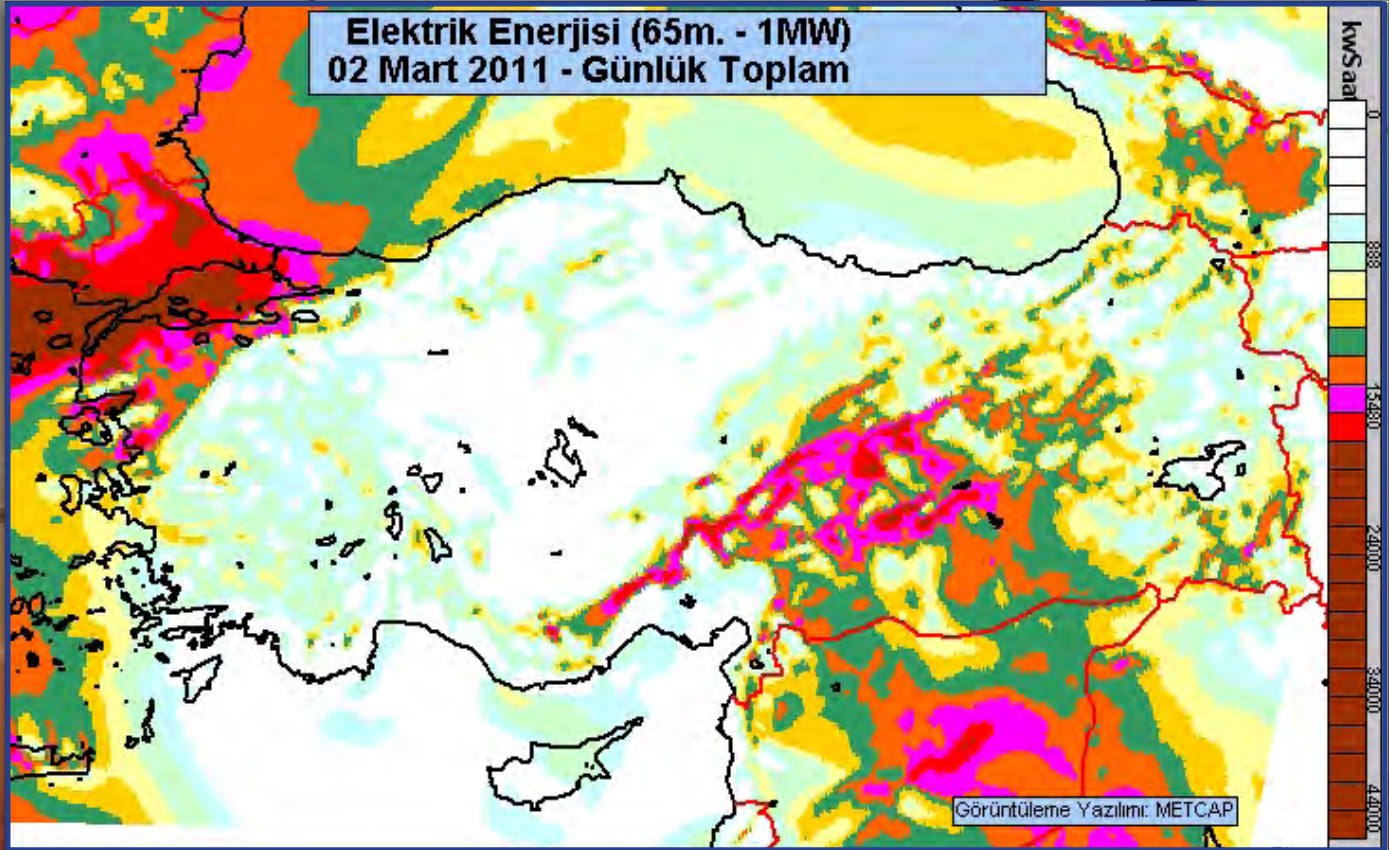 Elektrik Enerjisi (65m. - 1MW)
02 Mart 2011 - Günlük Toplam
kwSaat
0
888
15480
24000
34000
44000
Görüntüleme Yazılımı: METCAP